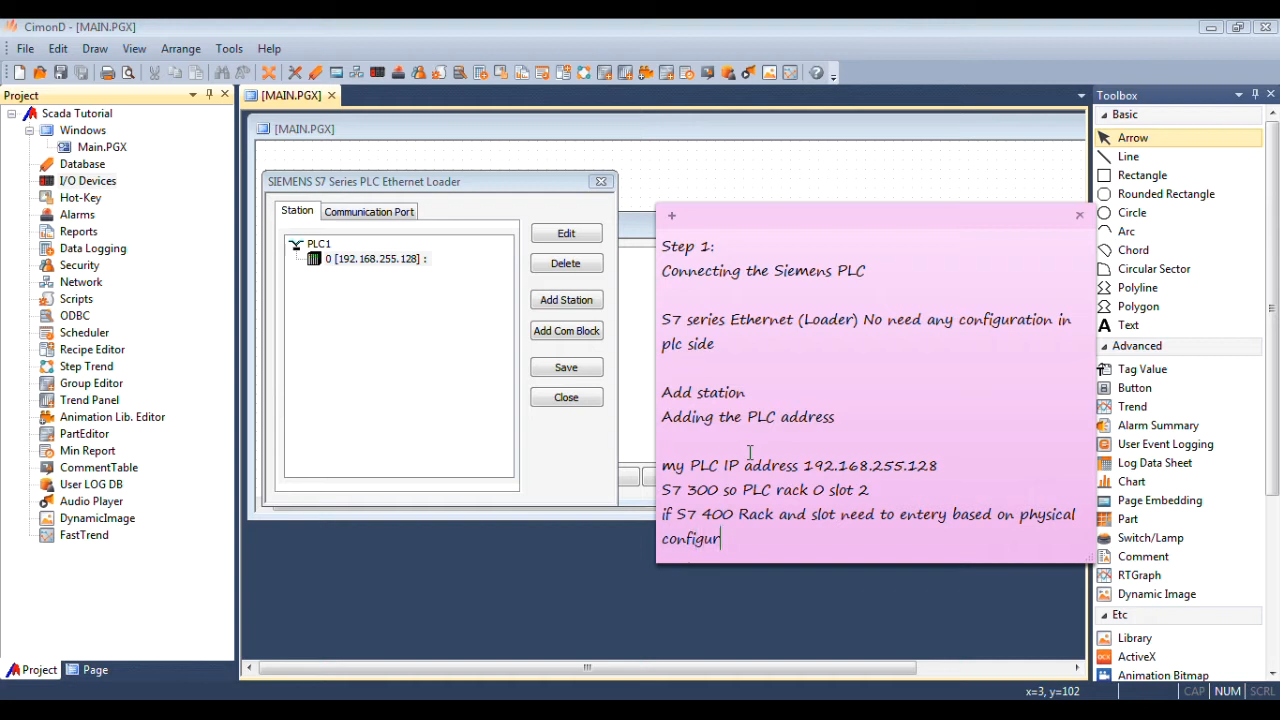 CimonD - [MAIN.PGX]
File Edit Draw View Arrange Tools Help
Project
Scada Tutorial
Windows
Main.PGX
Database
I/O Devices
Hot-Key
Alarms
Reports
Data Logging
Security
Network
Scripts
ODBC
Scheduler
Recipe Editor
Step Trend
Group Editor
Trend Panel
Animation Lib. Editor
PartEditor
Min Report
CommentTable
User LOG DB
Audio Player
DynamicImage
FastTrend
Project Page
[MAIN.PGX]
[MAIN.PGX]
SIEMENS S7 Series PLC Ethernet Loader
Station Communication Port
PLC1
0 [192.168.255.128] :
Edit
Delete
Add Station
Add Com Block
Save
Close
Step 1:
Connecting the Siemens PLC
S7 series Ethernet (Loader) No need any configuration in
plc side
Add station
Adding the PLC address
my PLC IP address 192.168.255.128
S7 300 so PLC rack 0 slot 2
if S7 400 Rack and slot need to entery based on physical
configur
Toolbox
Basic
Arrow
Line
Rectangle
Rounded Rectangle
Circle
Arc
Chord
Circular Sector
Polyline
Polygon
A Text
Advanced
Tag Value
Button
Trend
Alarm Summary
User Event Logging
Log Data Sheet
Chart
Page Embedding
Part
Switch/Lamp
Comment
RTGraph
Dynamic Image
Etc
Library
ActiveX
Animation Bitmap
x=3, y=102
CAP NUM SCRL